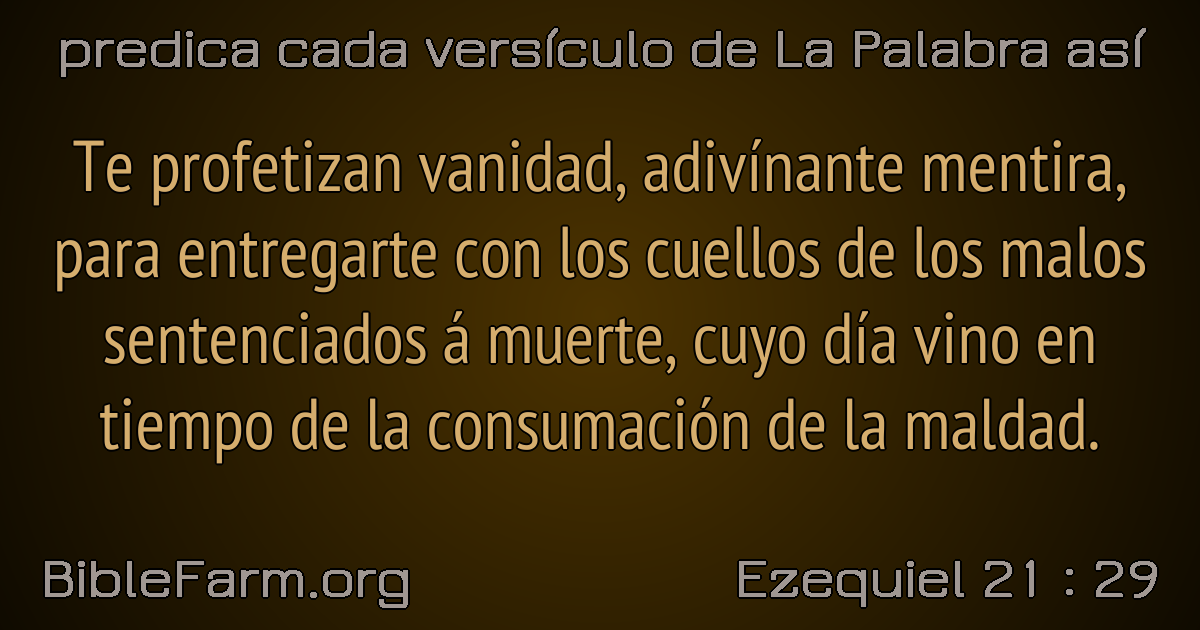 predica cada versículo de La Palabra así
Te profetizan vanidad, adivínante mentira,
para entregarte con los cuellos de los malos
sentenciados á muerte, cuyo día vino en
tiempo de la consumación de la maldad.
BibleFarm.org
Ezequiel 21 : 29